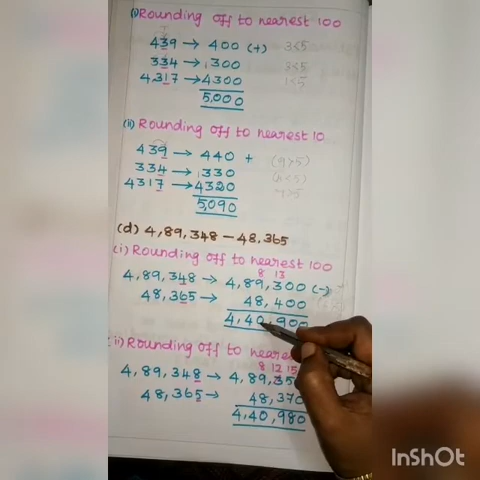 (i) Rounding off to nearest 100
439 → 400 (+) 3<5
334 → 300 3<5
4,317 → 4300 1<5
5,000
(ii) Rounding off to nearest 10
439 → 440 + (9>5)
334 → 330
4317 → 4320
5,090
(d) 4,89,348 - 48,365
(i) Rounding off to nearest 100
8 13
4,89,348 → 4,89,300 (-)
48,365 → 48,400
4,40,900
(ii) Rounding off to
8 12 15
4,89,348 → 4,89,35
48,365 → 48,370
4,40,980
InShOt